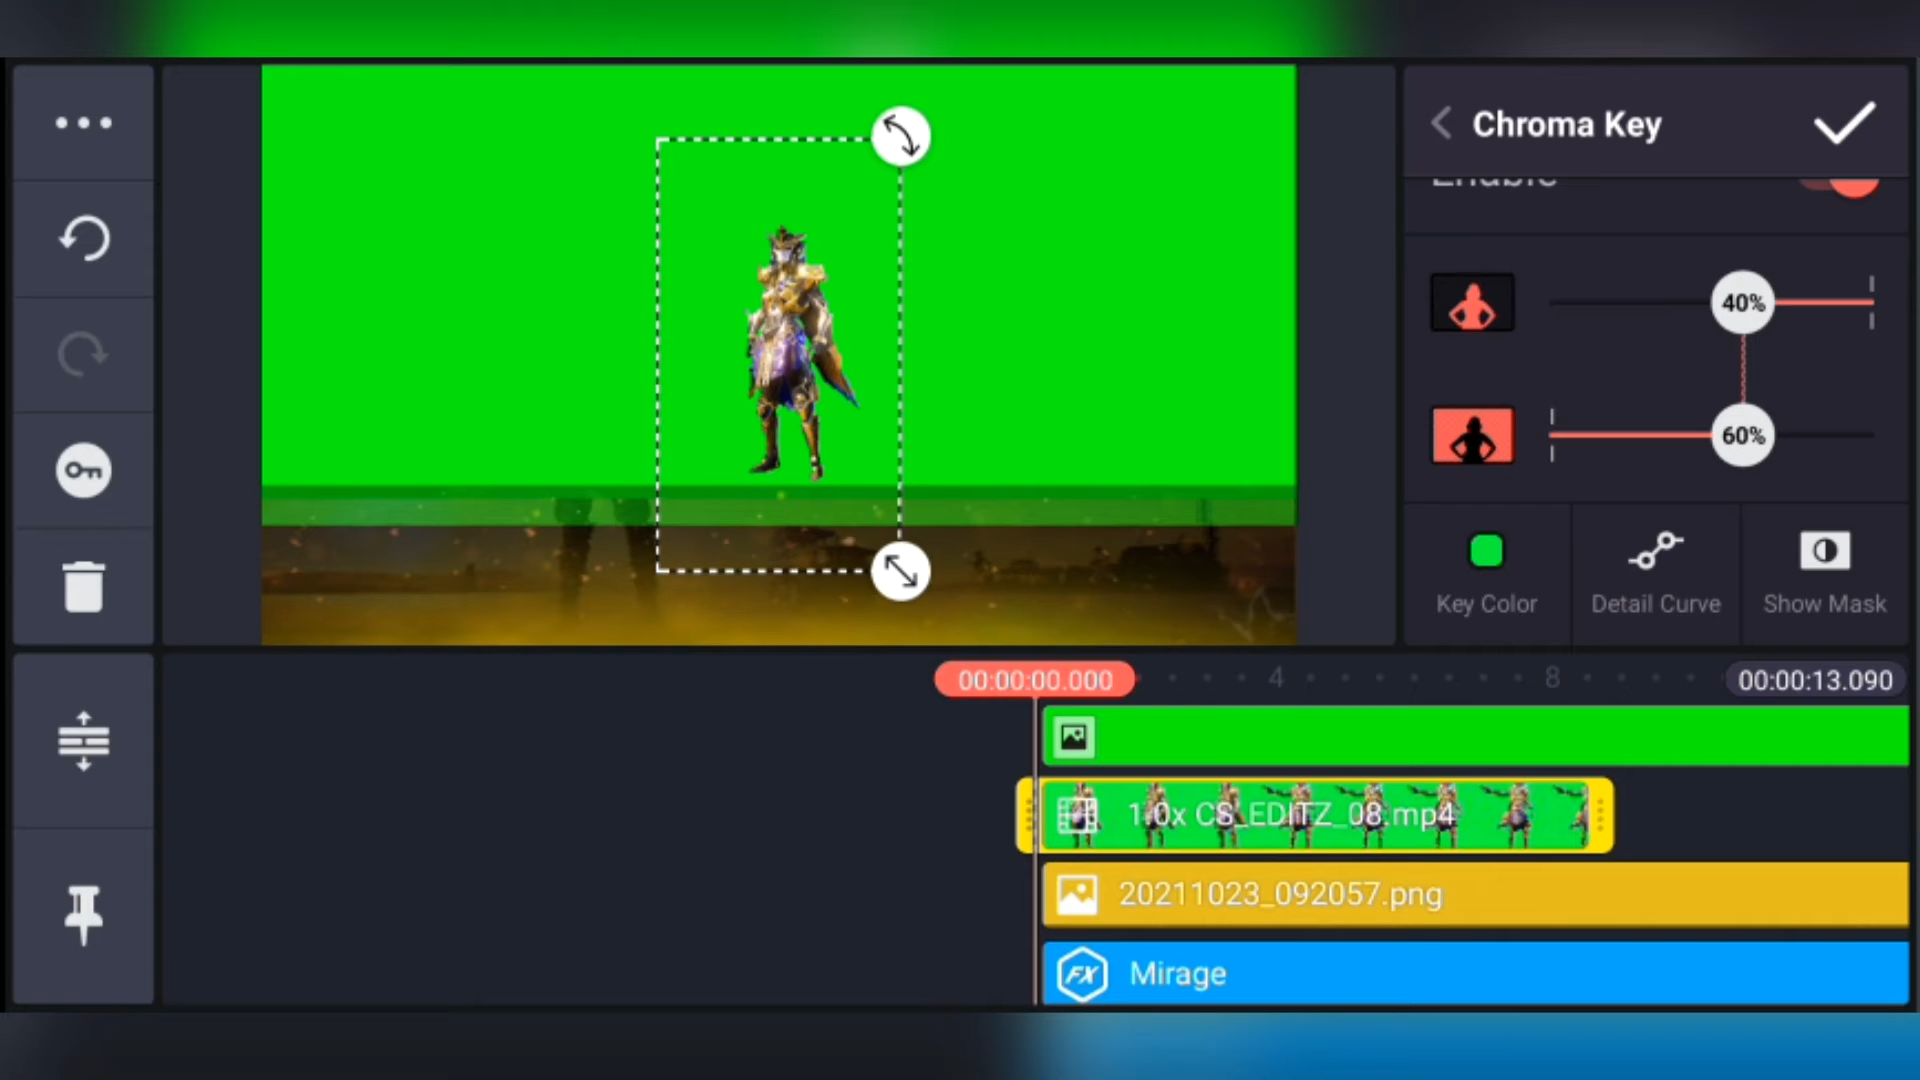 Chroma Key
Enable
40%
60%
Key Color
Detail Curve
Show Mask
00:00:00.000
4
8
00:00:13.090
1.0x CS_EDITZ_08.mp4
20211023_092057.png
FX
Mirage